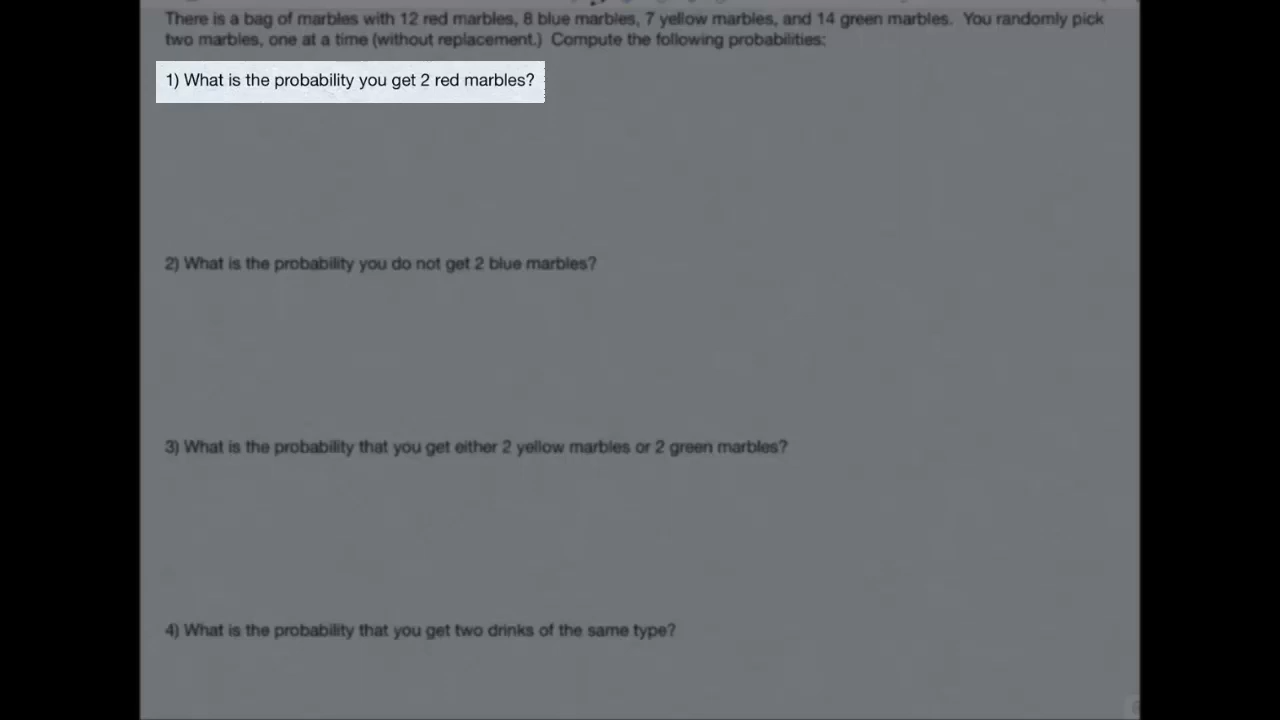 There is a bag of marbles with 12 red marbles, 8 blue marbles, 7 yellow marbles, and 14 green marbles. You randomly pick
two marbles, one at a time (without replacement.) Compute the following probabilities:
1) What is the probability you get 2 red marbles?
2) What is the probability you do not get 2 blue marbles?
3) What is the probability that you get either 2 yellow marbles or 2 green marbles?
4) What is the probability that you get two drinks of the same type?